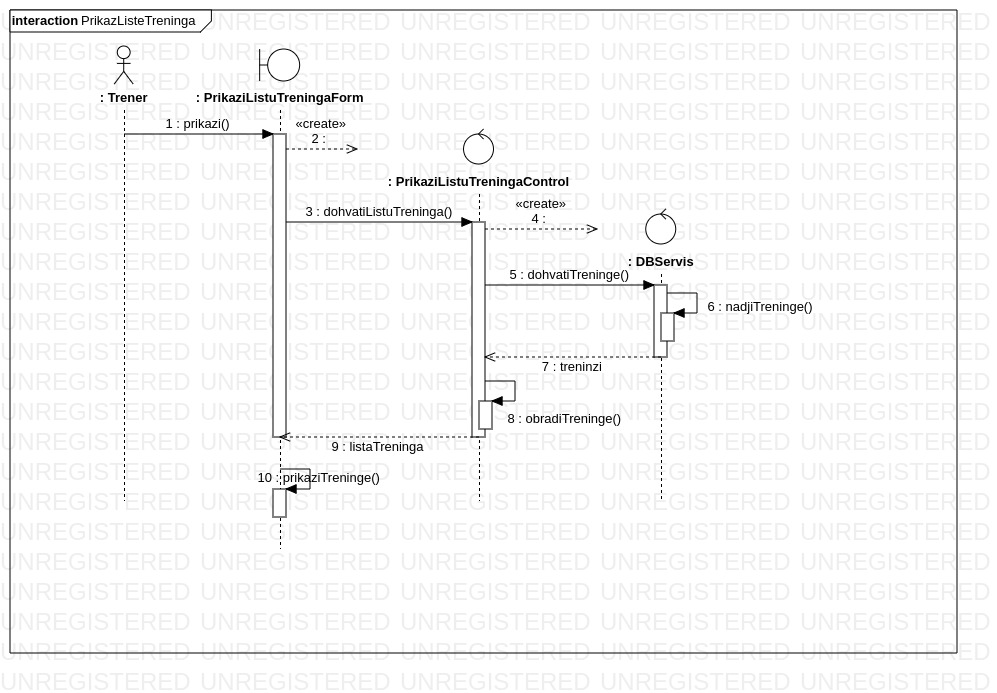 interaction PrikazListeTreninga
: Trener
: PrikaziListuTreningaForm
1 : prikazi()
«create»
2 :
: PrikaziListuTreningaControl
3 : dohvatiListuTreninga()
«create»
4 :
: DBServis
5 : dohvatiTreninge()
6 : nadjiTreninge()
7 : treninzi
8 : obradiTreninge()
9 : listaTreninga
10 : prikaziTreninge()
UNREGISTERED UNREGISTERED UNREGISTERED UNREGISTERED UNREGISTERED